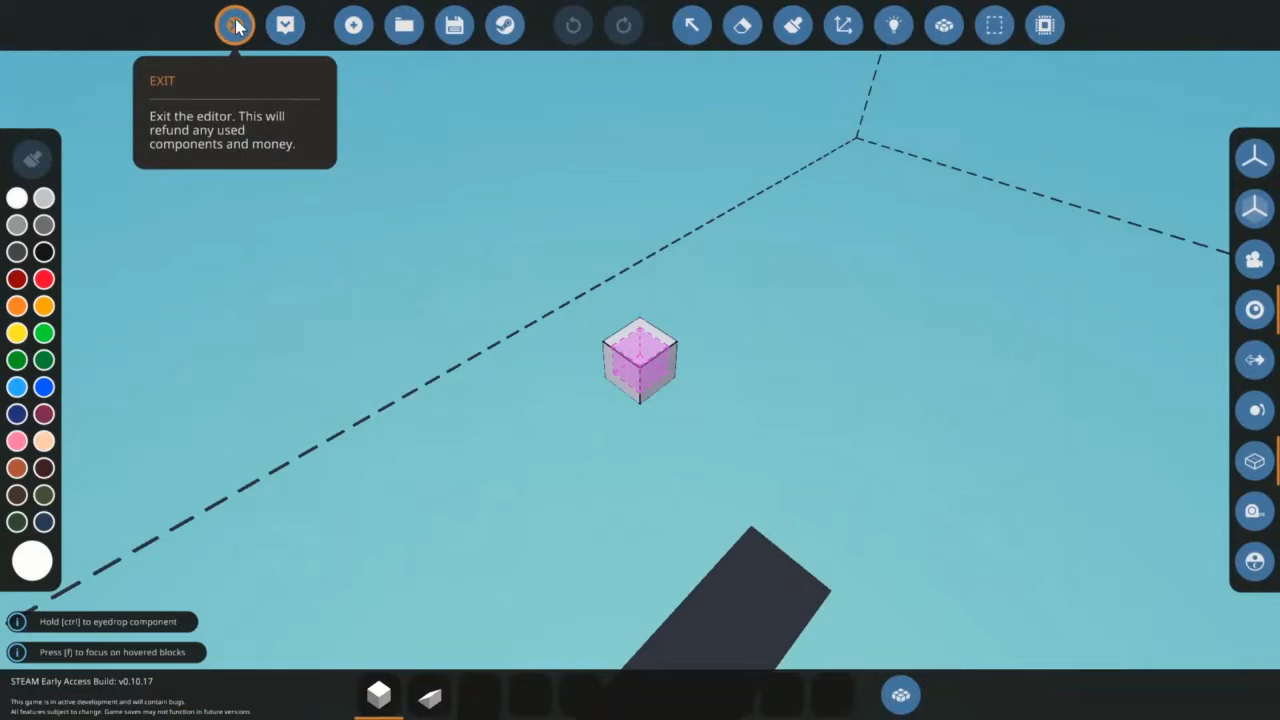 EXIT
Exit the editor. This will
refund any used
components and money.
Hold [ctrl] to eyedrop component
Press [f] to focus on hovered blocks
STEAM Early Access Build: v0.10.17
This game is in active development and will contain bugs.
All features subject to change. Game saves may not function in future versions.